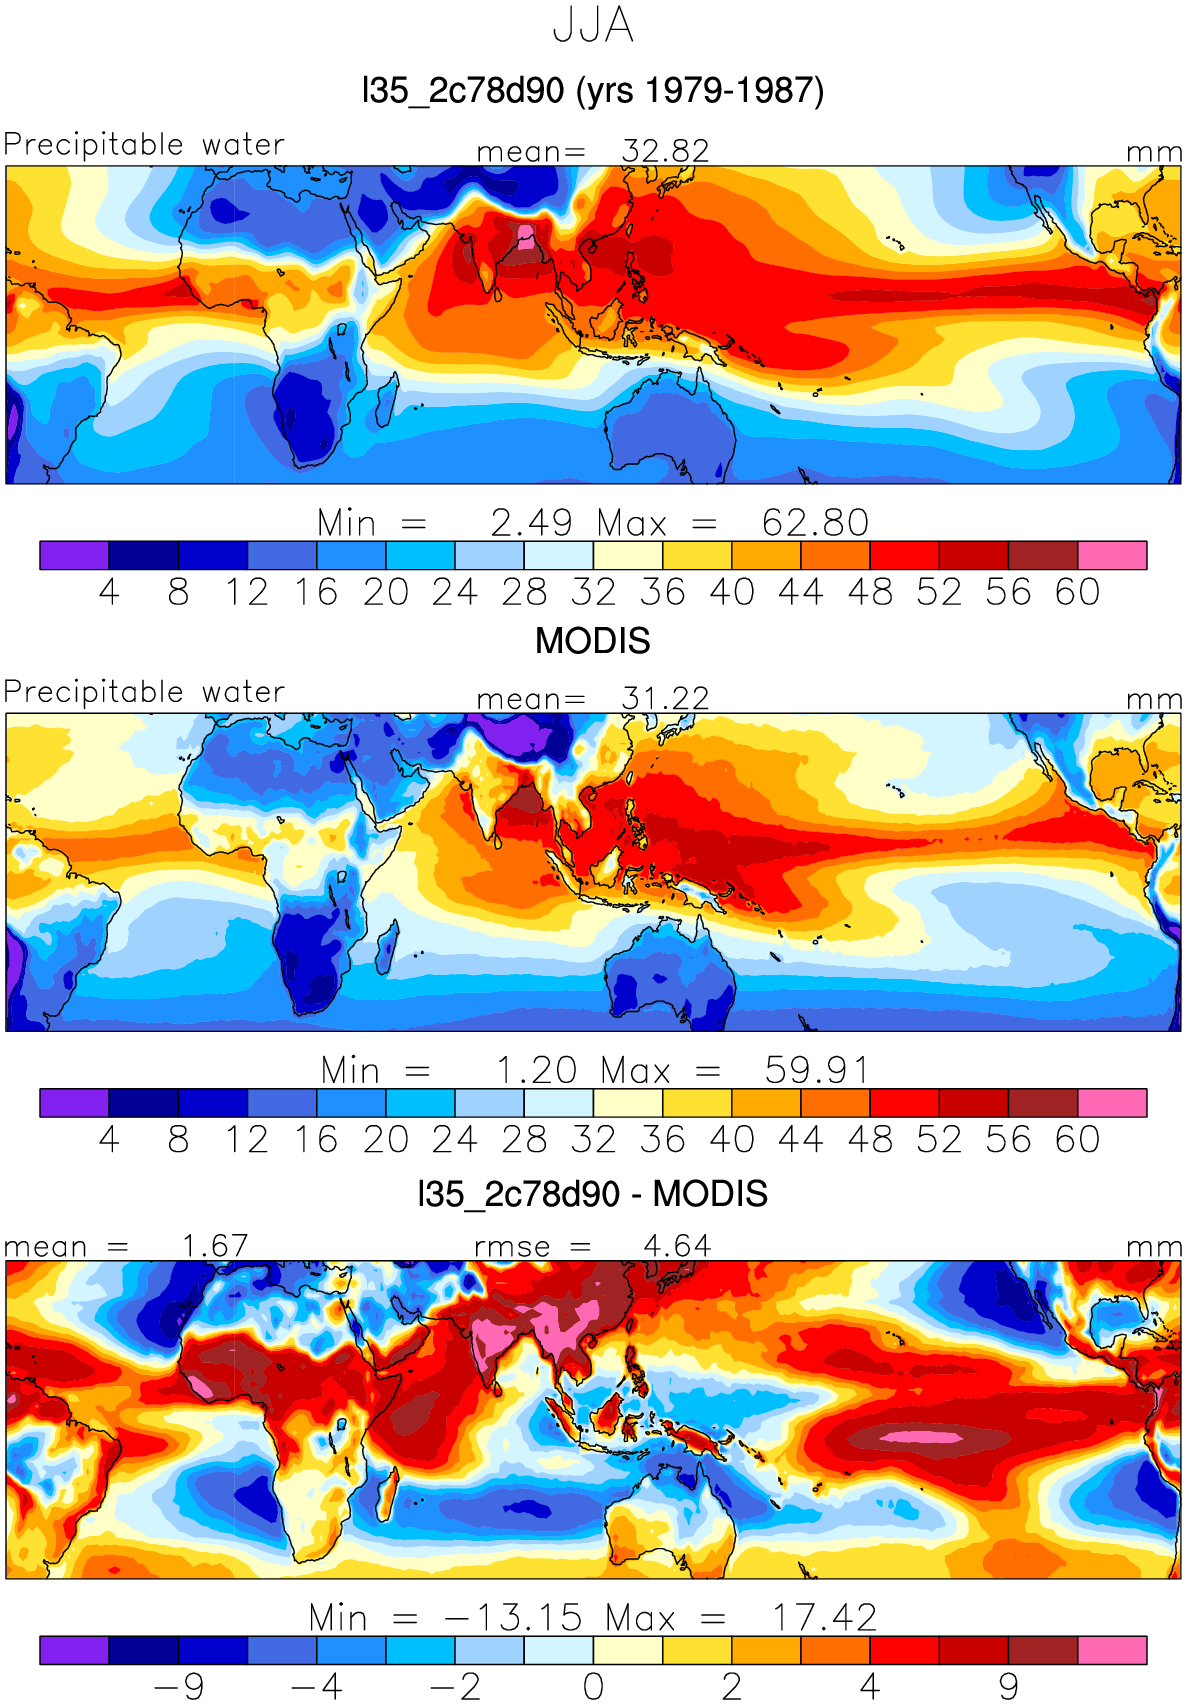 JJA
l35_2c78d90 (yrs 1979-1987)
Precipitable water mean= 32.82 mm
Min = 2.49 Max = 62.80
4 8 12 16 20 24 28 32 36 40 44 48 52 56 60
MODIS
Precipitable water mean= 31.22 mm
Min = 1.20 Max = 59.91
4 8 12 16 20 24 28 32 36 40 44 48 52 56 60
l35_2c78d90 - MODIS
mean = 1.67 rmse = 4.64 mm
Min = -13.15 Max = 17.42
-9 -4 -2 0 2 4 9